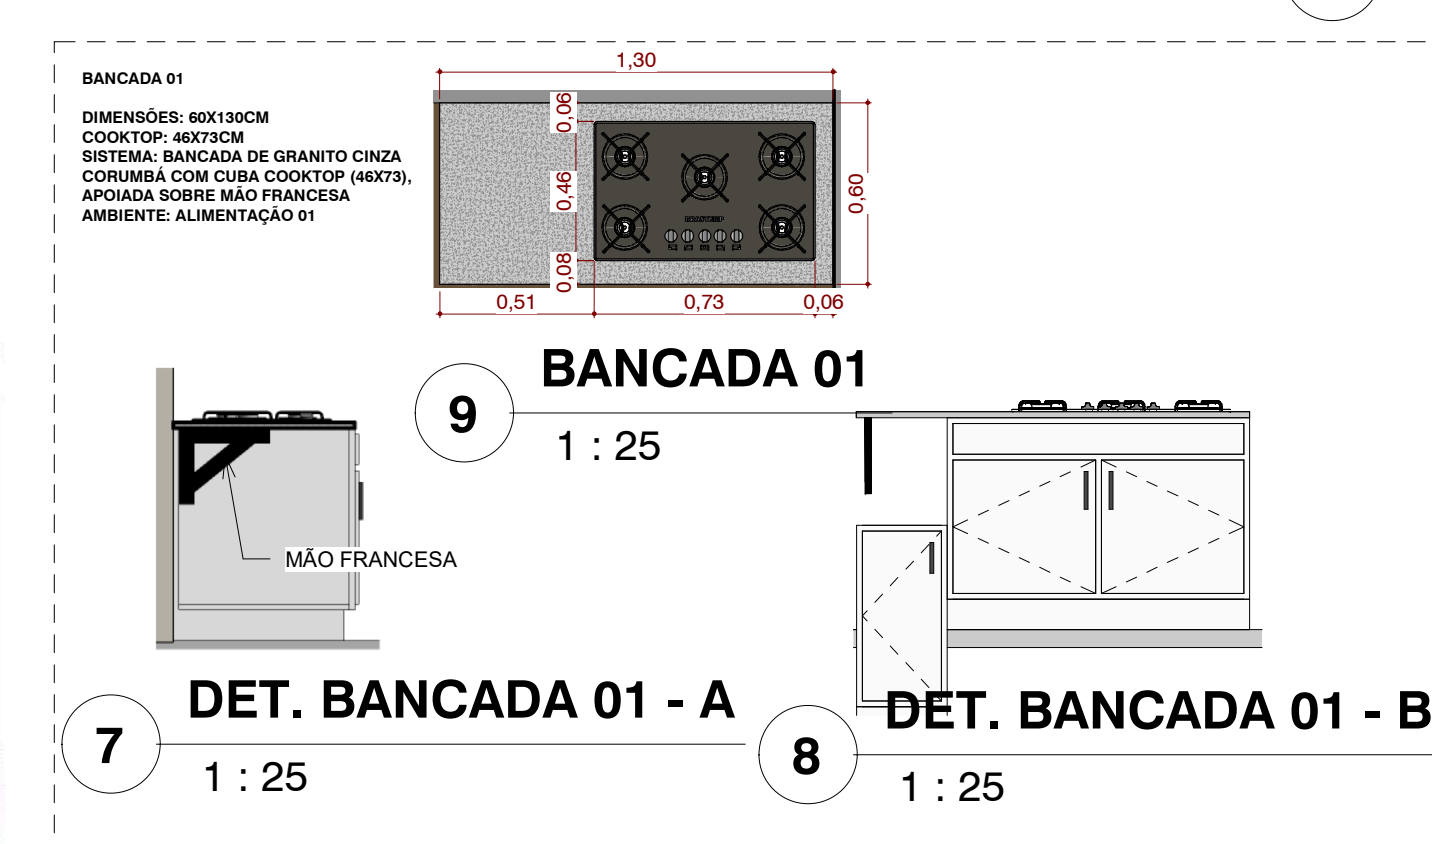 BANCADA 01
DIMENSÕES: 60X130CM
COOKTOP: 46X73CM
SISTEMA: BANCADA DE GRANITO CINZA
CORUMBÁ COM CUBA COOKTOP (46X73),
APOIADA SOBRE MÃO FRANCESA
AMBIENTE: ALIMENTAÇÃO 01
1,30
0,06
0,46
0,08
0,60
0,51
0,73
0,06
9
BANCADA 01
1 : 25
MÃO FRANCESA
7
DET. BANCADA 01 - A
1 : 25
8
DET. BANCADA 01 - B
1 : 25